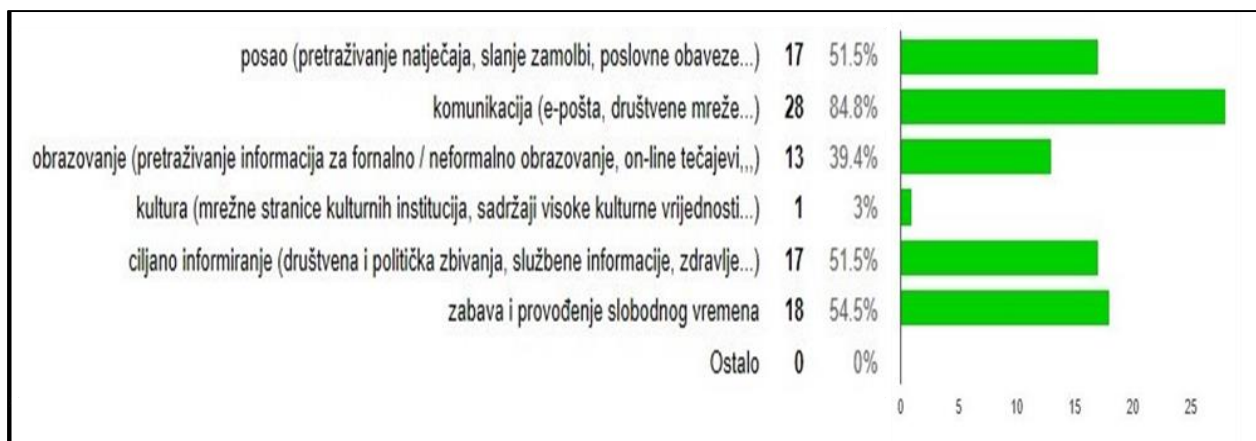 posao (pretraživanje natječaja, slanje zamolbi, poslovne obaveze...) 17 51.5%
komunikacija (e-pošta, društvene mreže...) 28 84.8%
obrazovanje (pretraživanje informacija za fornalno / neformalno obrazovanje, on-line tečajevi,,,) 13 39.4%
kultura (mrežne stranice kulturnih institucija, sadržaji visoke kulturne vrijednosti...) 1 3%
ciljano informiranje (društvena i politička zbivanja, službene informacije, zdravlje...) 17 51.5%
zabava i provođenje slobodnog vremena 18 54.5%
Ostalo 0 0%
0 5 10 15 20 25